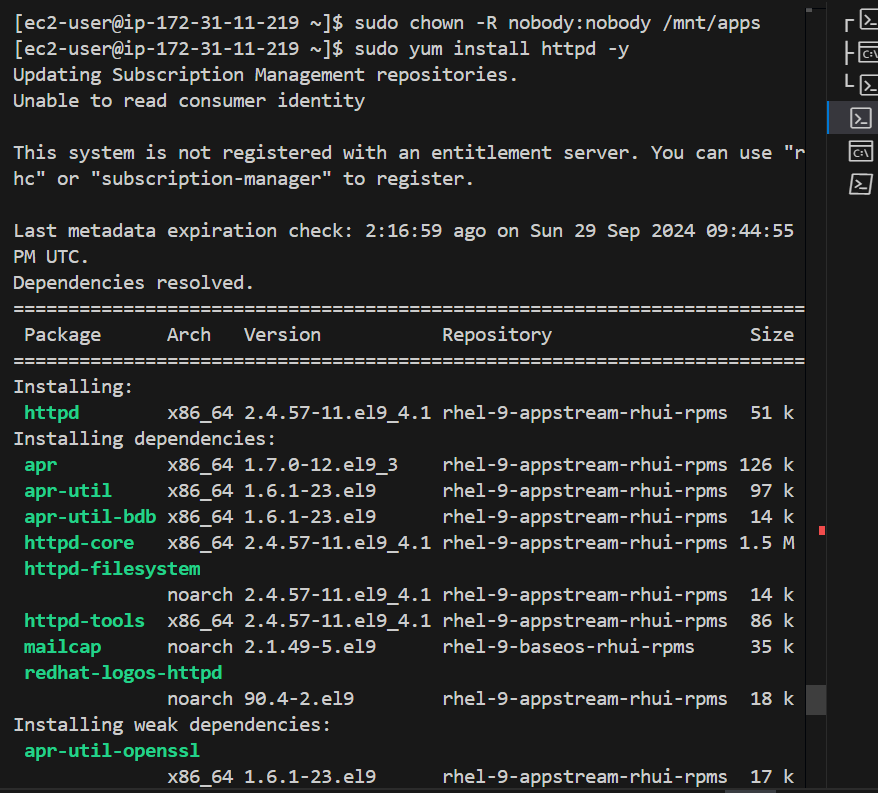 [ec2-user@ip-172-31-11-219 ~]$ sudo chown -R nobody:nobody /mnt/apps
[ec2-user@ip-172-31-11-219 ~]$ sudo yum install httpd -y
Updating Subscription Management repositories.
Unable to read consumer identity

This system is not registered with an entitlement server. You can use "r
hc" or "subscription-manager" to register.

Last metadata expiration check: 2:16:59 ago on Sun 29 Sep 2024 09:44:55
PM UTC.
Dependencies resolved.
========================================================================
Package Arch Version Repository Size
========================================================================
Installing:
httpd x86_64 2.4.57-11.el9_4.1 rhel-9-appstream-rhui-rpms 51 k
Installing dependencies:
apr x86_64 1.7.0-12.el9_3 rhel-9-appstream-rhui-rpms 126 k
apr-util x86_64 1.6.1-23.el9 rhel-9-appstream-rhui-rpms 97 k
apr-util-bdb x86_64 1.6.1-23.el9 rhel-9-appstream-rhui-rpms 14 k
httpd-core x86_64 2.4.57-11.el9_4.1 rhel-9-appstream-rhui-rpms 1.5 M
httpd-filesystem
noarch 2.4.57-11.el9_4.1 rhel-9-appstream-rhui-rpms 14 k
httpd-tools x86_64 2.4.57-11.el9_4.1 rhel-9-appstream-rhui-rpms 86 k
mailcap noarch 2.1.49-5.el9 rhel-9-baseos-rhui-rpms 35 k
redhat-logos-httpd
noarch 90.4-2.el9 rhel-9-appstream-rhui-rpms 18 k
Installing weak dependencies:
apr-util-openssl
x86_64 1.6.1-23.el9 rhel-9-appstream-rhui-rpms 17 k